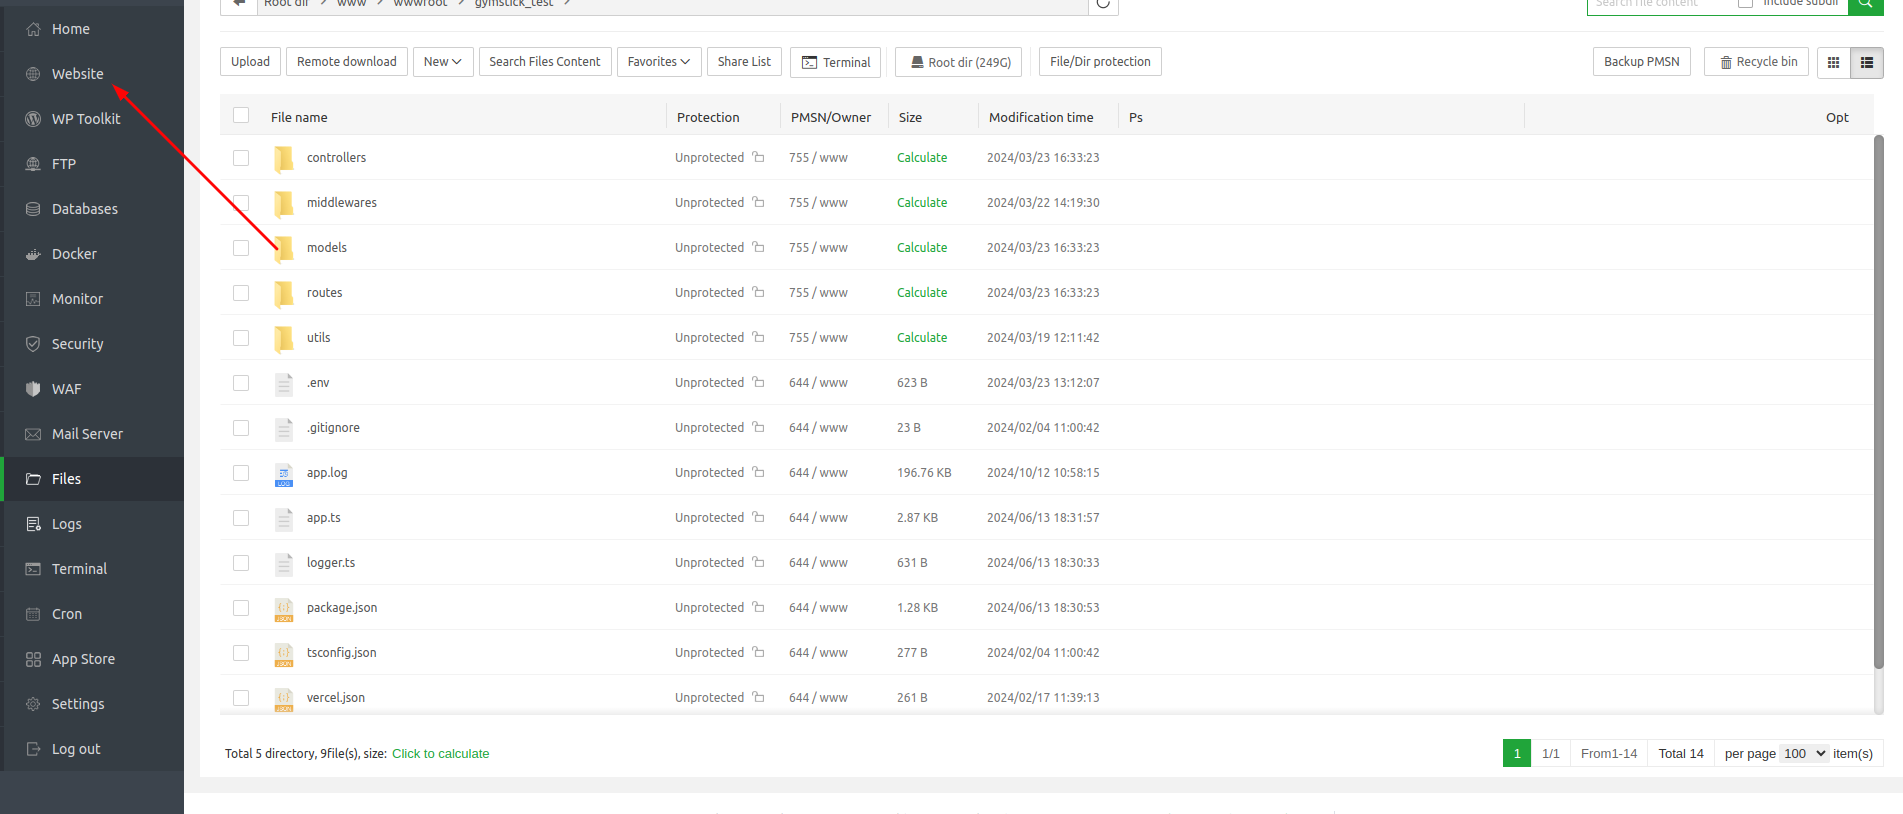 Root dir > www > wwwroot > gymstick_test >
Search file content Include subdir
Home
Website
WP Toolkit
FTP
Databases
Docker
Monitor
Security
WAF
Mail Server
Files
Logs
Terminal
Cron
App Store
Settings
Log out
Upload Remote download New Search Files Content Favorites Share List Terminal Root dir (249G) File/Dir protection Backup PMSN Recycle bin
File name Protection PMSN/Owner Size Modification time Ps Opt
controllers Unprotected 755 / www Calculate 2024/03/23 16:33:23
middlewares Unprotected 755 / www Calculate 2024/03/22 14:19:30
models Unprotected 755 / www Calculate 2024/03/23 16:33:23
routes Unprotected 755 / www Calculate 2024/03/23 16:33:23
utils Unprotected 755 / www Calculate 2024/03/19 12:11:42
.env Unprotected 644 / www 623 B 2024/03/23 13:12:07
.gitignore Unprotected 644 / www 23 B 2024/02/04 11:00:42
LOG app.log Unprotected 644 / www 196.76 KB 2024/10/12 10:58:15
app.ts Unprotected 644 / www 2.87 KB 2024/06/13 18:31:57
logger.ts Unprotected 644 / www 631 B 2024/06/13 18:30:33
JSON package.json Unprotected 644 / www 1.28 KB 2024/06/13 18:30:53
JSON tsconfig.json Unprotected 644 / www 277 B 2024/02/04 11:00:42
JSON vercel.json Unprotected 644 / www 261 B 2024/02/17 11:39:13
Total 5 directory, 9file(s), size: Click to calculate
1 1/1 From1-14 Total 14 per page 100 item(s)